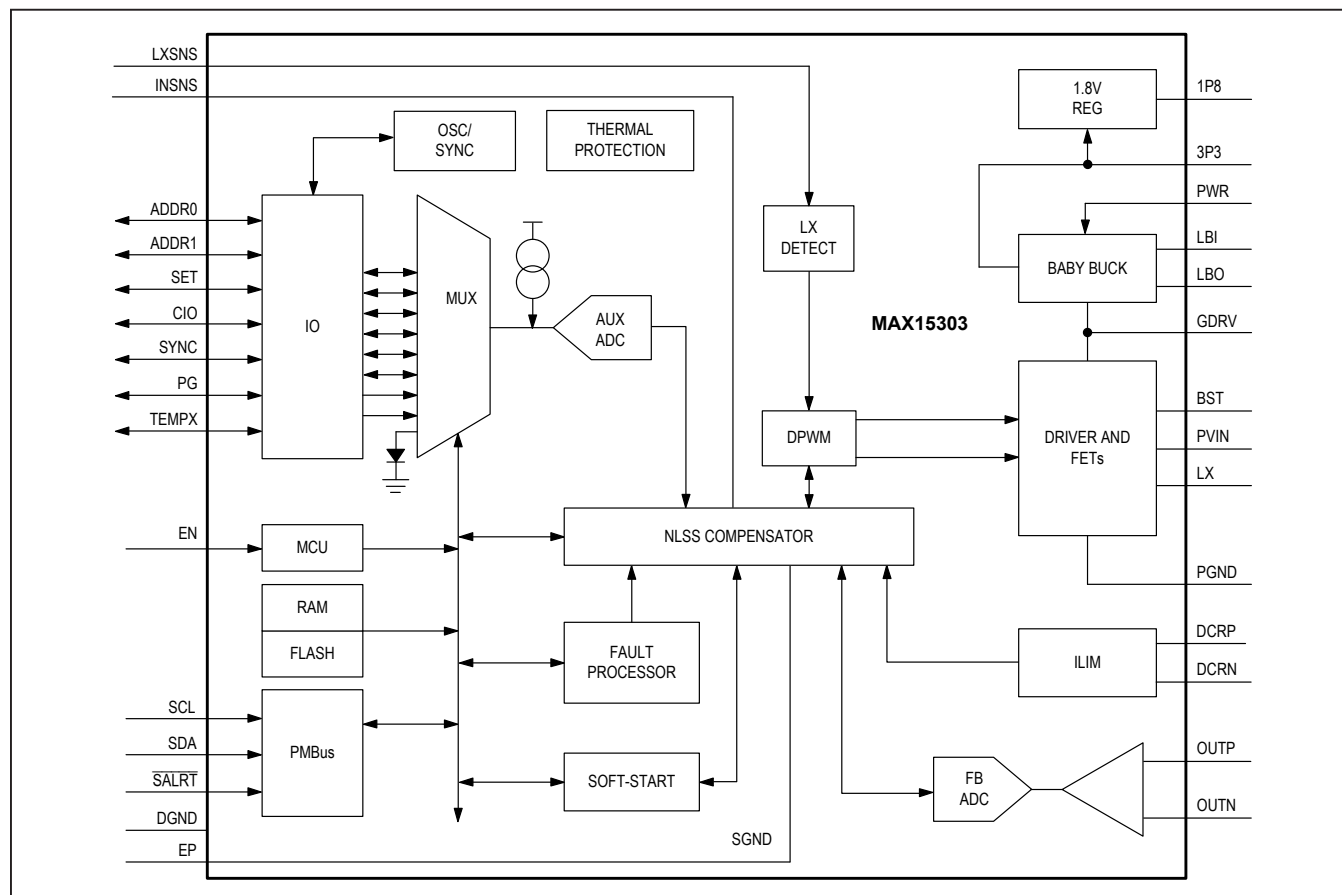 LXSNS
INSNS
OSC/
SYNC
THERMAL
PROTECTION
1.8V
REG
1P8
3P3
PWR
LBI
LBO
GDRV
BABY BUCK
ADDR0
ADDR1
SET
CIO
SYNC
PG
TEMPX
IO
MUX
AUX
ADC
LX
DETECT
MAX15303
DPWM
DRIVER AND
FETs
BST
PVIN
LX
PGND
EN
MCU
NLSS COMPENSATOR
RAM
FLASH
FAULT
PROCESSOR
ILIM
DCRP
DCRN
SCL
SDA
SALRT
DGND
EP
PMBus
SOFT-START
SGND
FB
ADC
OUTP
OUTN